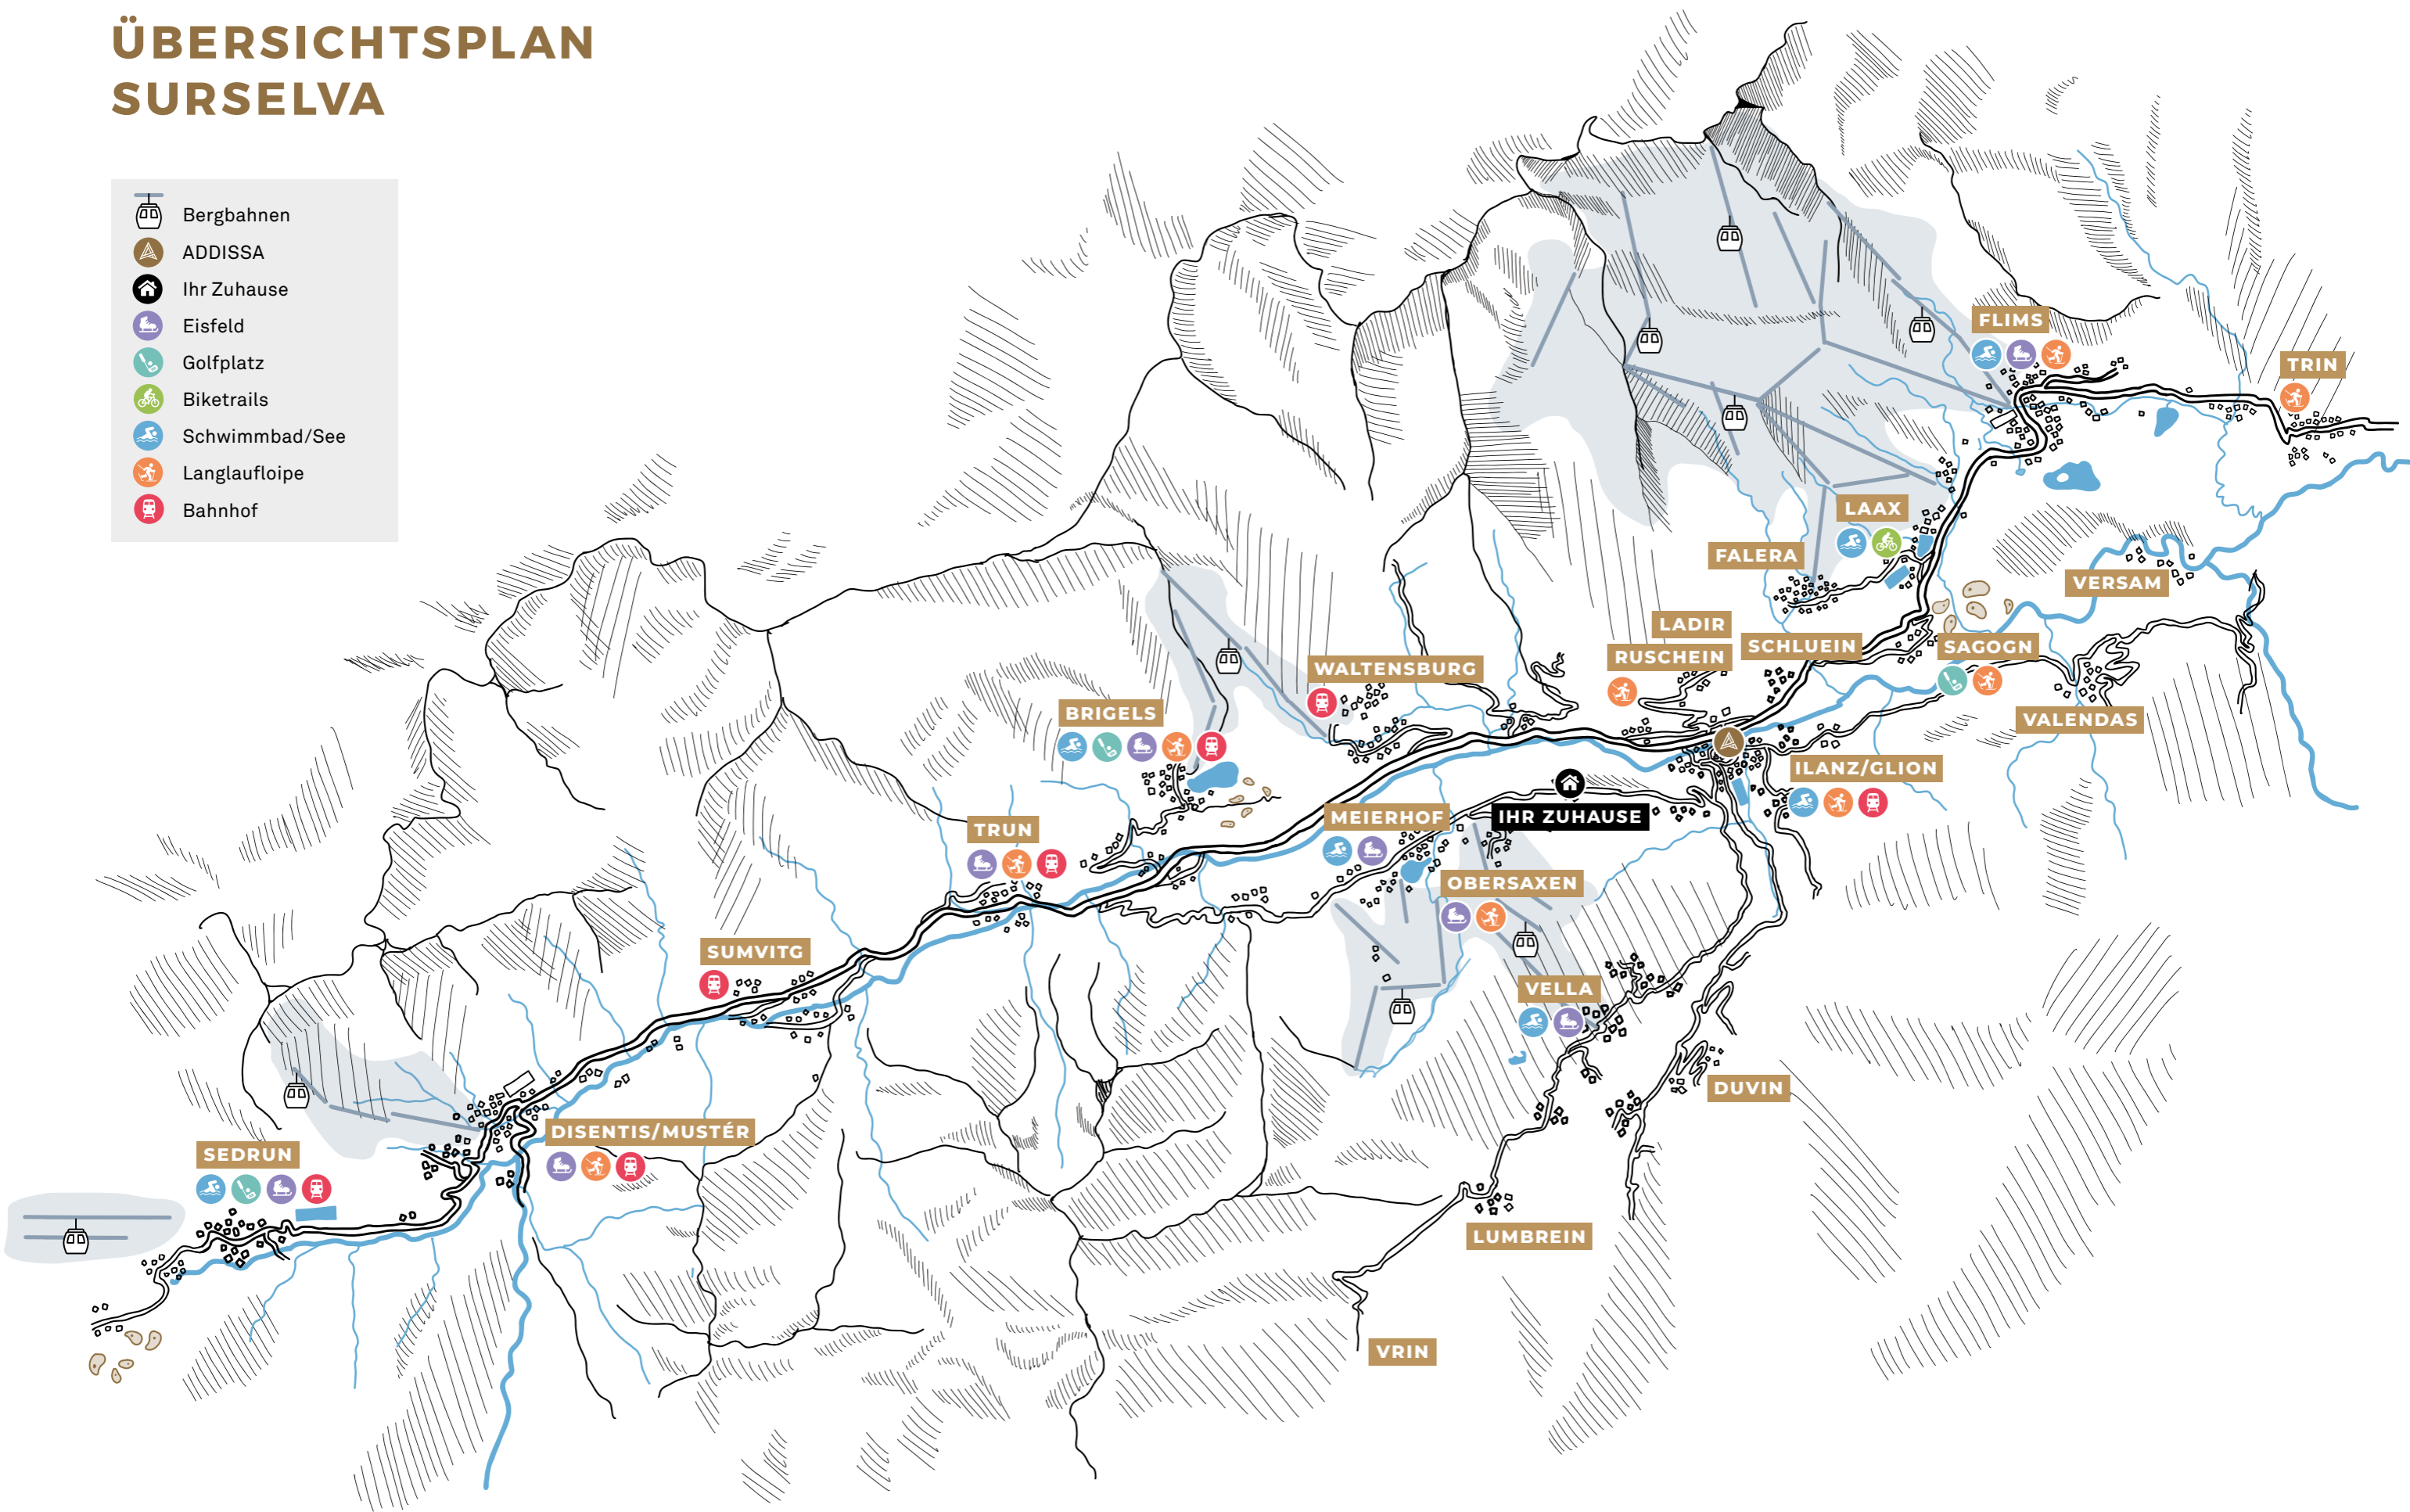 ÜBERSICHTSPLAN
SURSELVA
Bergbahnen
ADDISSA
Ihr Zuhause
Eisfeld
Golfplatz
Biketrails
Schwimmbad/See
Langlaufloipe
Bahnhof
FLIMS
TRIN
LAAX
FALERA
VERSAM
LADIR
RUSCHEIN
SCHLUEIN
SAGOGN
WALTENSBURG
BRIGELS
VALENDAS
ILANZ/GLION
MEIERHOF
IHR ZUHAUSE
TRUN
OBERSAXEN
SUMVITG
VELLA
DUVIN
DISENTIS/MUSTÉR
SEDRUN
LUMBREIN
VRIN